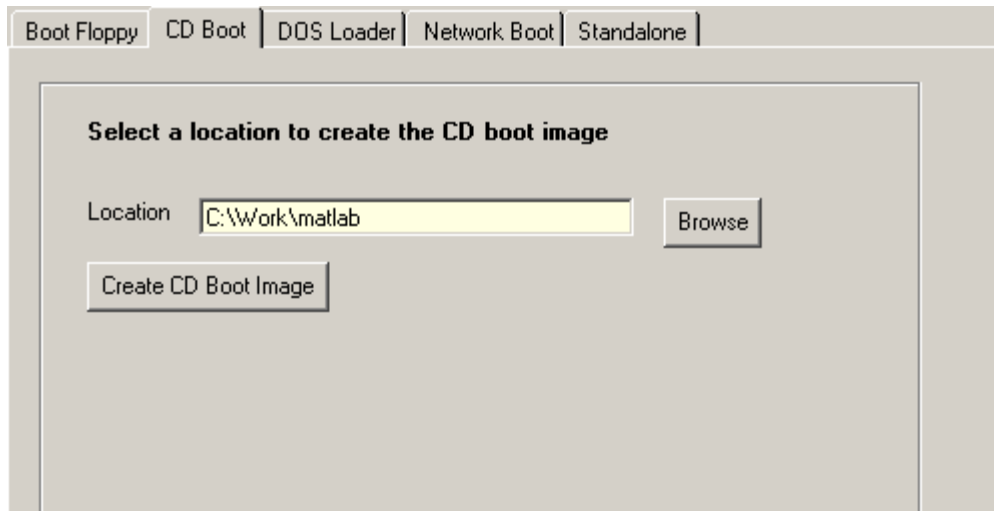 Boot Floppy CD Boot DOS Loader Network Boot Standalone
Select a location to create the CD boot image
Location C:\Work\matlab Browse
Create CD Boot Image